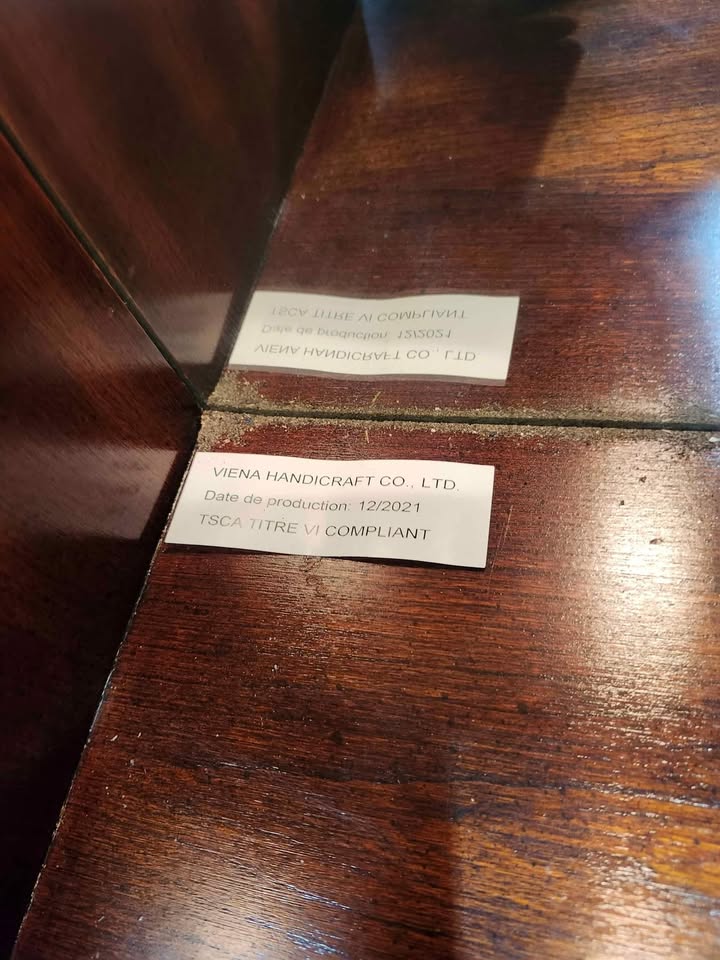 VIENA HANDICRAFT CO., LTD.
Date de production: 12/2021
TSCA TITRE VI COMPLIANT